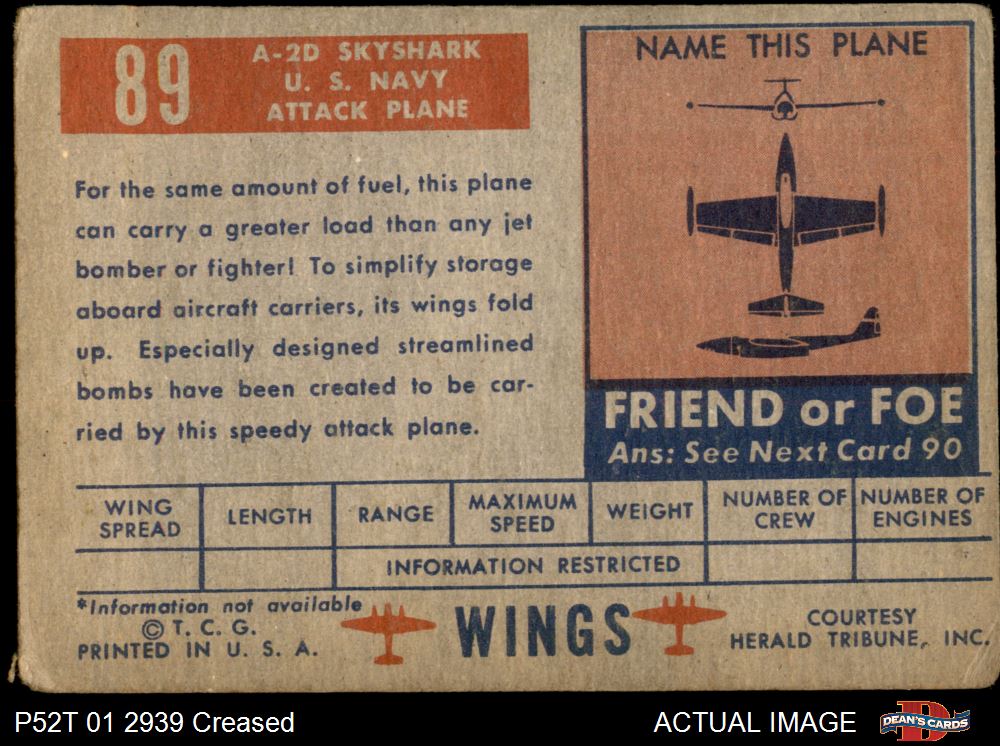 89
A-2D SKYSHARK
U. S. NAVY
ATTACK PLANE
For the same amount of fuel, this plane
can carry a greater load than any jet
bomber or fighter! To simplify storage
aboard aircraft carriers, its wings fold
up. Especially designed streamlined
bombs have been created to be car-
ried by this speedy attack plane.
NAME THIS PLANE
FRIEND or FOE
Ans: See Next Card 90
WING SPREAD
LENGTH
RANGE
MAXIMUM SPEED
WEIGHT
NUMBER OF CREW
NUMBER OF ENGINES
INFORMATION RESTRICTED
*Information not available
© T. C. G.
PRINTED IN U. S. A.
WINGS
COURTESY
HERALD TRIBUNE, INC.
P52T 01 2939 Creased
ACTUAL IMAGE
D
DEAN'S CARDS